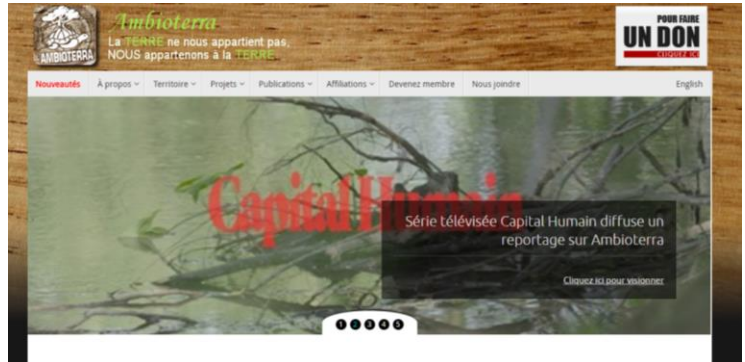 Ambioterra
La TERRE ne nous appartient pas,
NOUS appartenons à la TERRE
AMBIOTERRA
POUR FAIRE
UN DON
CLIQUEZ ICI
Nouveautés À propos Territoire Projets Publications Affiliations Devenez membre Nous joindre English
Capital Humain
Série télévisée Capital Humain diffuse un
reportage sur Ambioterra
Cliquez ici pour visionner
1 2 3 4 5